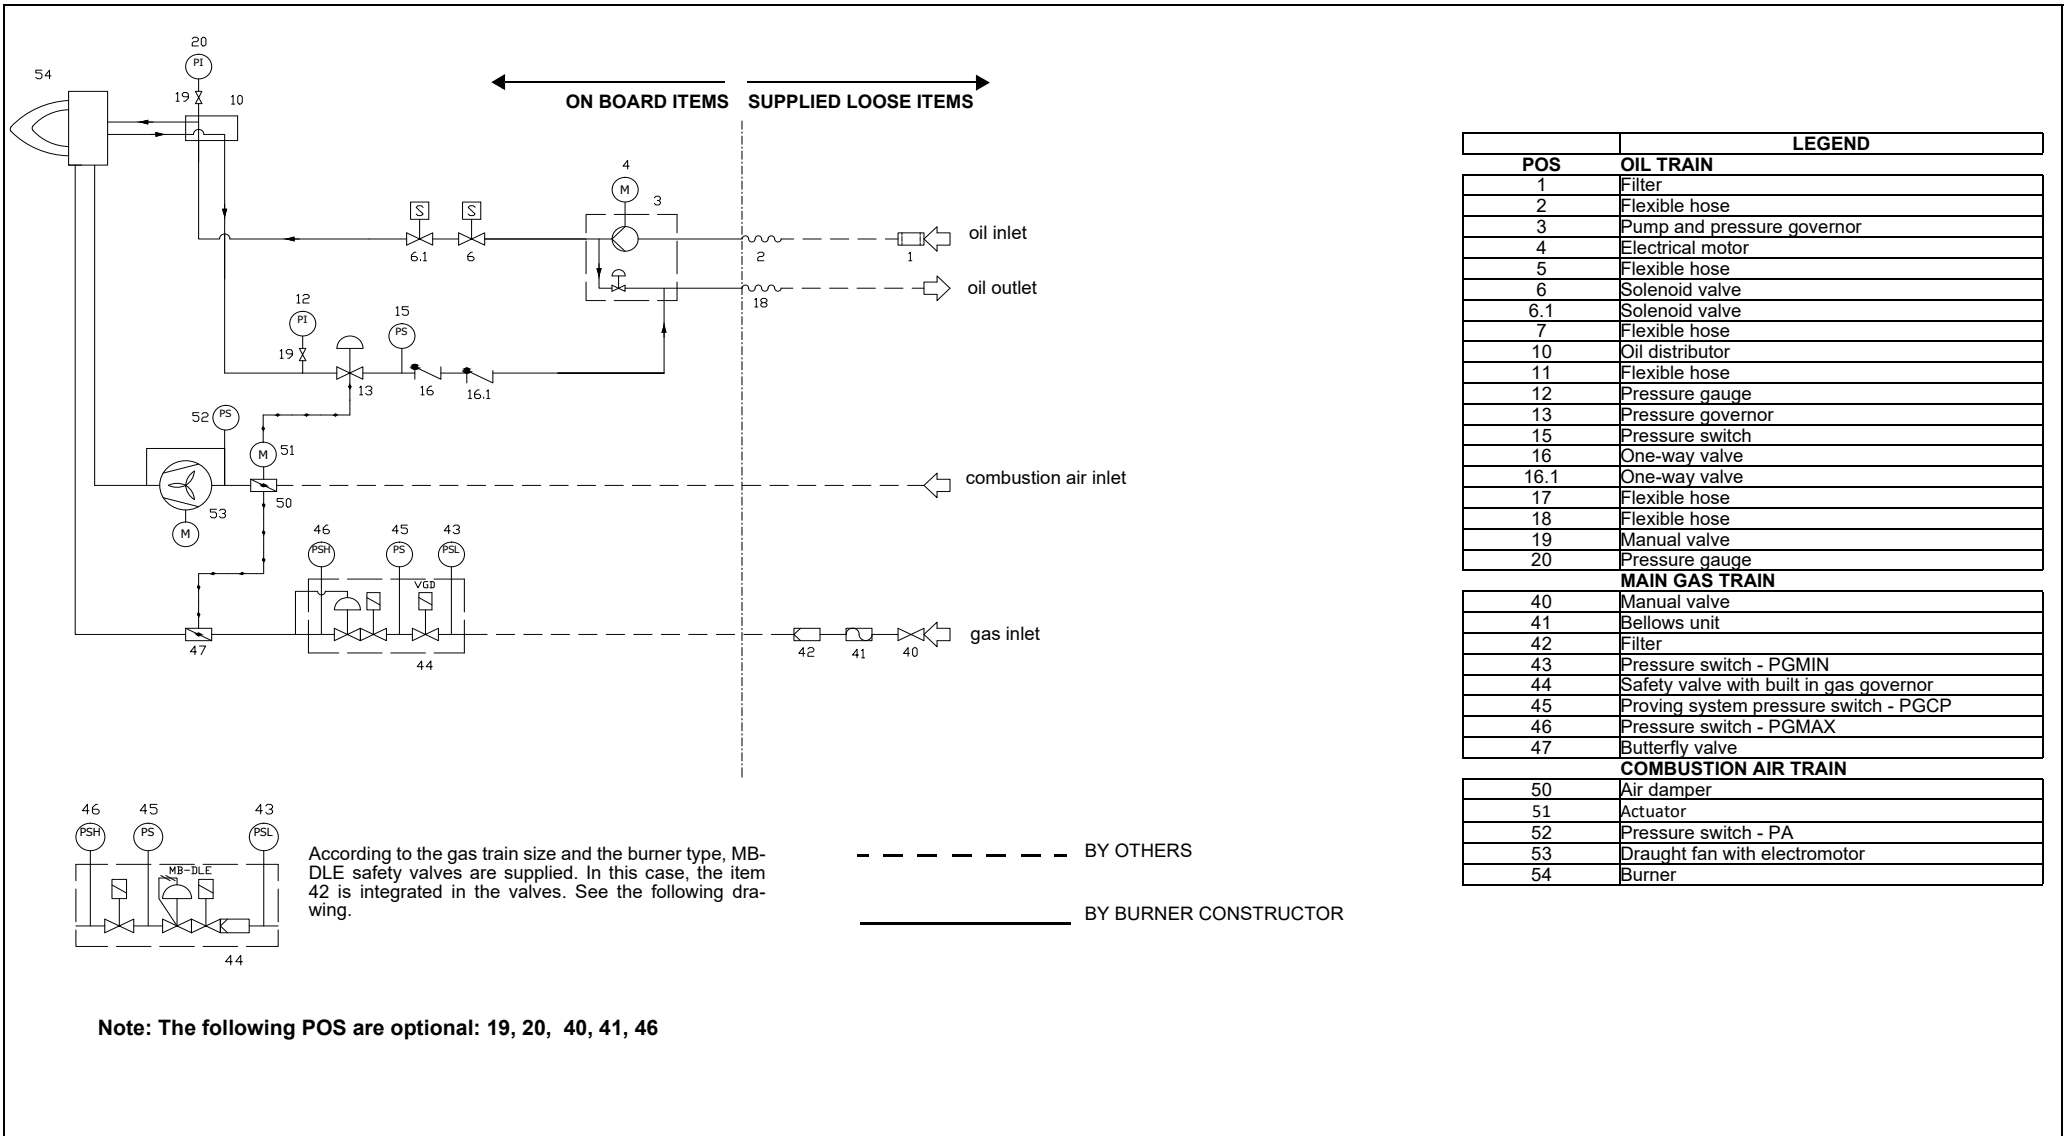 20
PI
54
19
10
ON BOARD ITEMS
SUPPLIED LOOSE ITEMS
4
M
3
S
S
6.1
6
2
1
oil inlet
18
oil outlet
12
PI
19
15
PS
13
16
16.1
52
PS
M
51
50
53
M
combustion air inlet
46
45
43
PSH
PS
PSL
VGD
47
44
42
41
40
gas inlet
46
45
43
PSH
PS
PSL
MB-DLE
44
According to the gas train size and the burner type, MB-
DLE safety valves are supplied. In this case, the item
42 is integrated in the valves. See the following dra-
wing.
BY OTHERS
BY BURNER CONSTRUCTOR
Note: The following POS are optional: 19, 20, 40, 41, 46
LEGEND
POS OIL TRAIN
1 Filter
2 Flexible hose
3 Pump and pressure governor
4 Electrical motor
5 Flexible hose
6 Solenoid valve
6.1 Solenoid valve
7 Flexible hose
10 Oil distributor
11 Flexible hose
12 Pressure gauge
13 Pressure governor
15 Pressure switch
16 One-way valve
16.1 One-way valve
17 Flexible hose
18 Flexible hose
19 Manual valve
20 Pressure gauge
MAIN GAS TRAIN
40 Manual valve
41 Bellows unit
42 Filter
43 Pressure switch - PGMIN
44 Safety valve with built in gas governor
45 Proving system pressure switch - PGCP
46 Pressure switch - PGMAX
47 Butterfly valve
COMBUSTION AIR TRAIN
50 Air damper
51 Actuator
52 Pressure switch - PA
53 Draught fan with electromotor
54 Burner